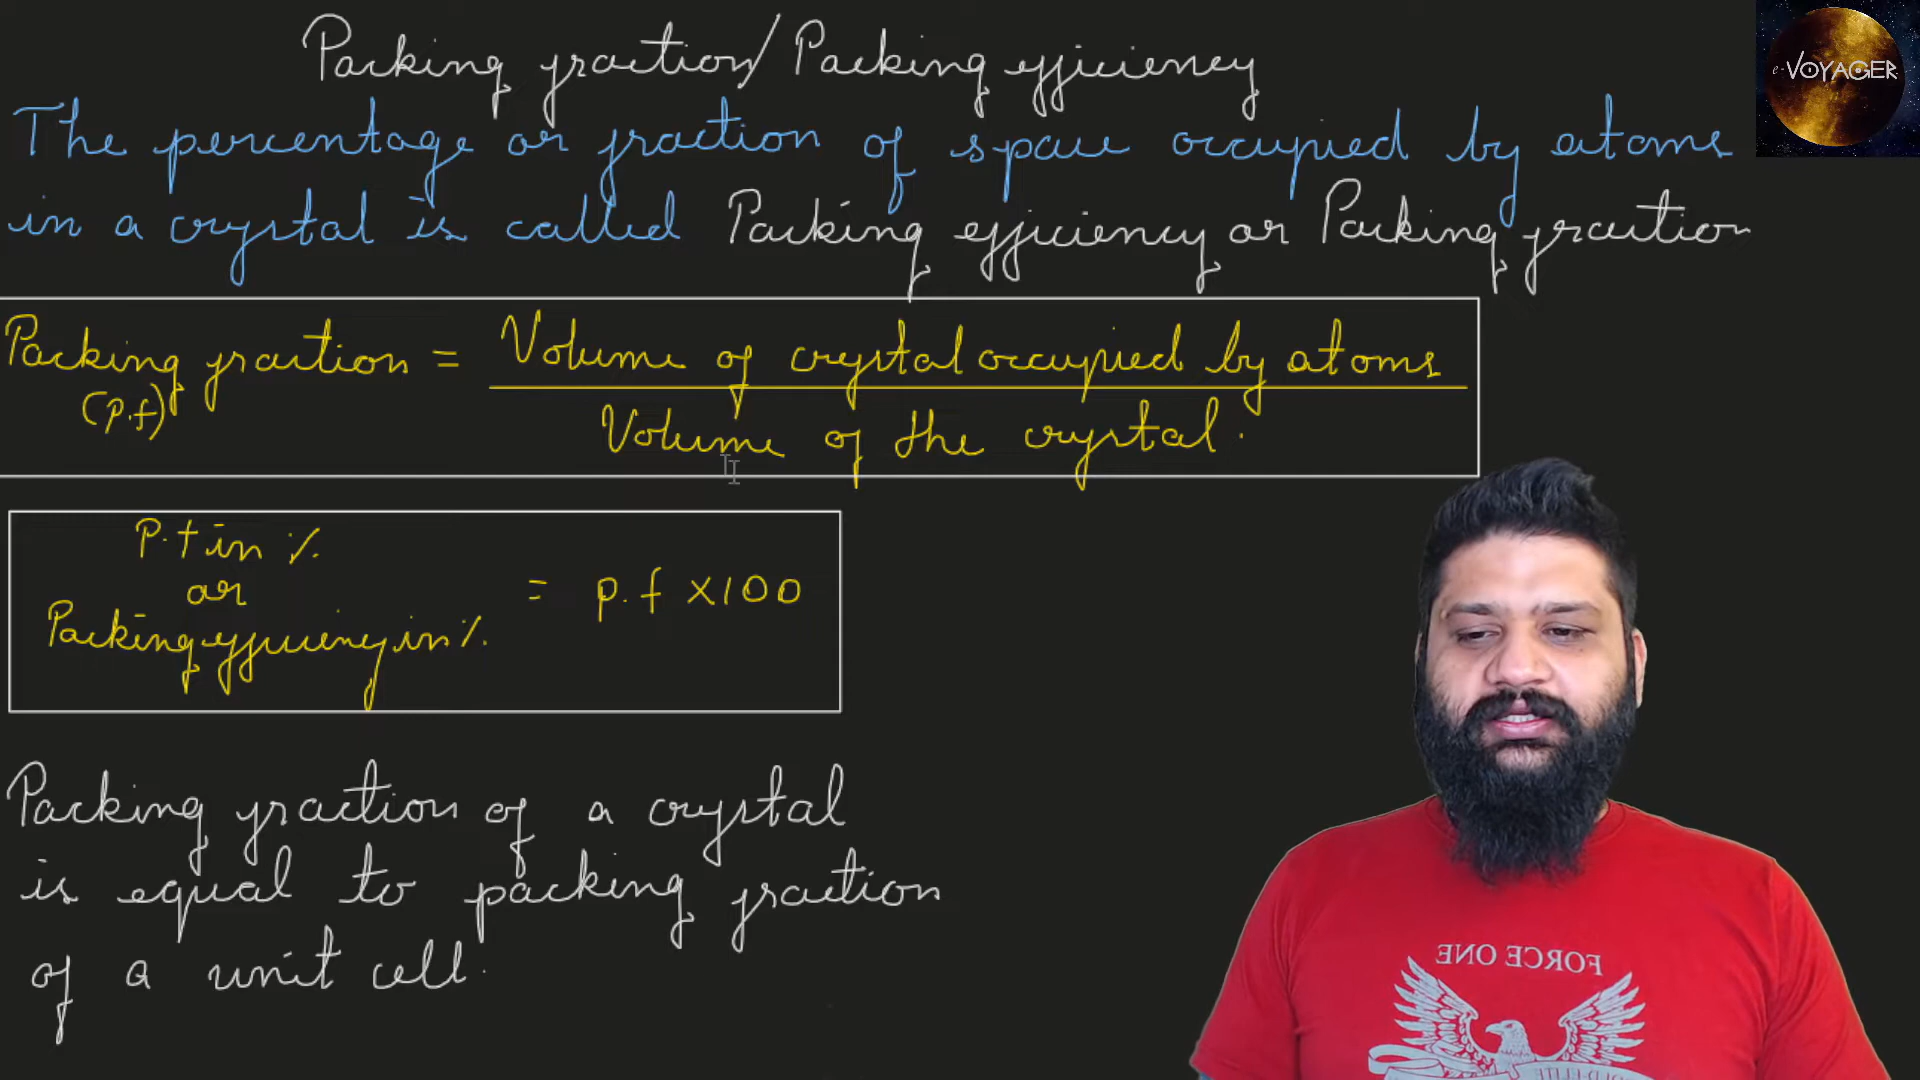 Packing fraction/Packing efficiency
e-VOYAGER
The percentage or fraction of space occupied by atoms
in a crystal is called Packing efficiency or Packing fraction
Packing fraction = Volume of crystal occupied by atoms
(p.f)
Volume of the crystal.
P.f in %
or
= p.f x100
Packing efficiency in %.
Packing fraction of a crystal
is equal to packing fraction
of a unit cell.
FORCE ONE